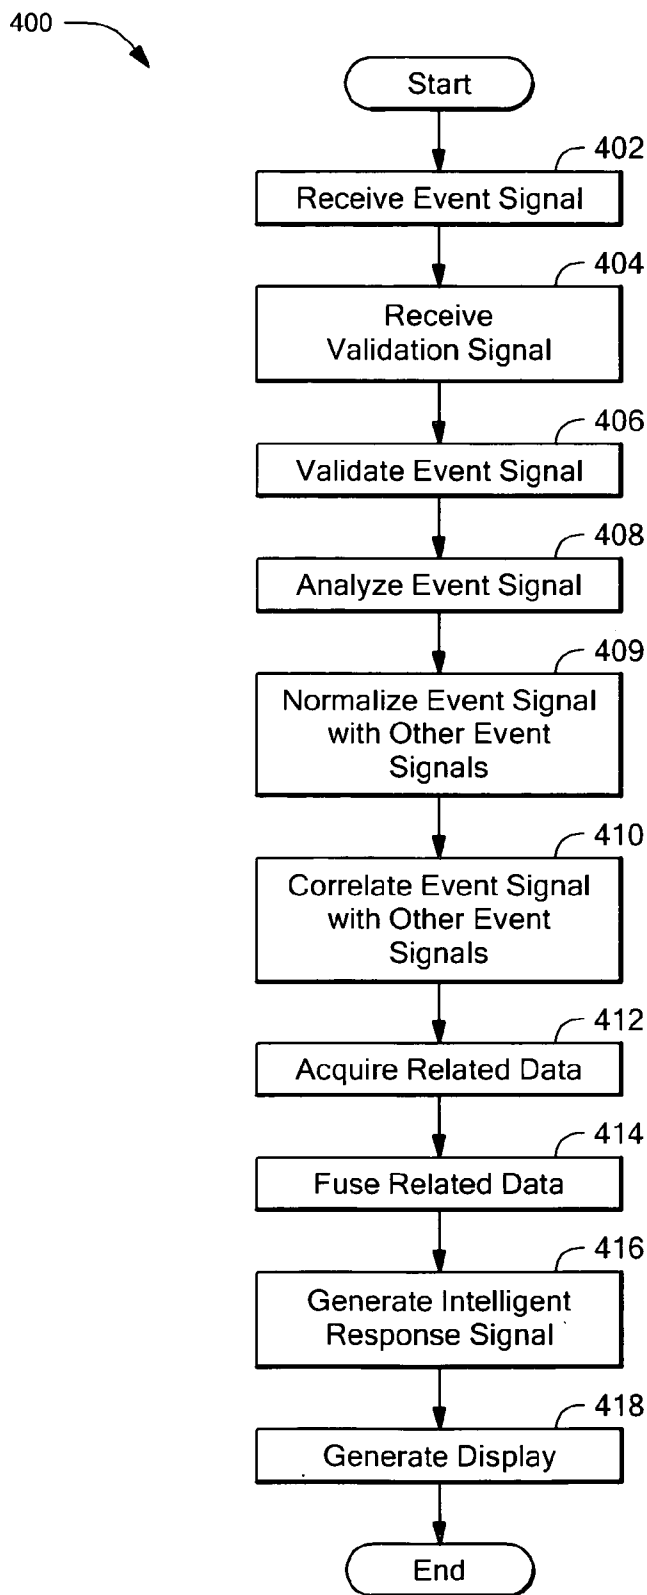 400
Start
402
Receive Event Signal
404
Receive
Validation Signal
406
Validate Event Signal
408
Analyze Event Signal
409
Normalize Event Signal
with Other Event
Signals
410
Correlate Event Signal
with Other Event
Signals
412
Acquire Related Data
414
Fuse Related Data
416
Generate Intelligent
Response Signal
418
Generate Display
End